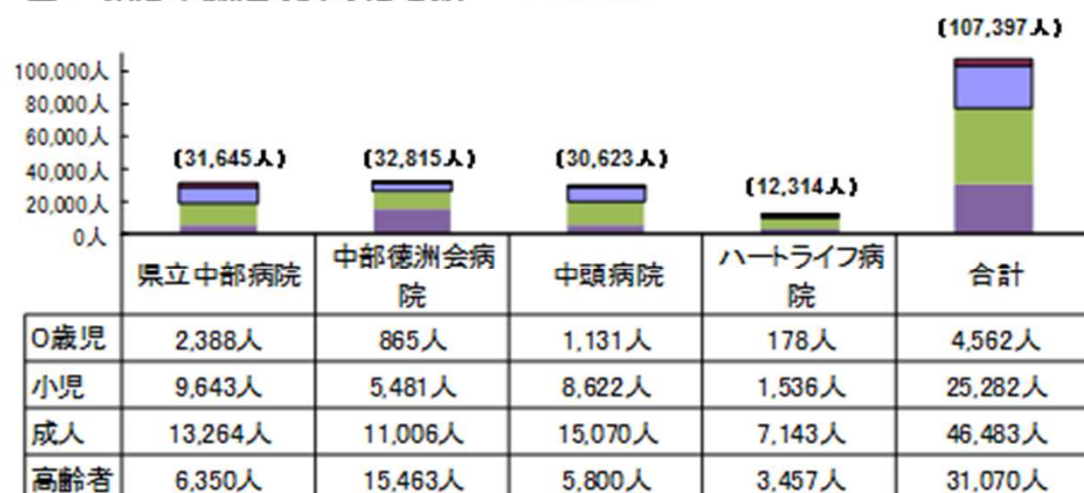 (107,397人)
100,000人
80,000人
60,000人
40,000人
20,000人
0人
(31,645人)
(32,815人)
(30,623人)
(12,314人)
県立中部病院
中部徳洲会病
院
中頭病院
ハートライフ病
院
合計
0歳児 2,388人 865人 1,131人 178人 4,562人
小児 9,643人 5,481人 8,622人 1,536人 25,282人
成人 13,264人 11,006人 15,070人 7,143人 46,483人
高齢者 6,350人 15,463人 5,800人 3,457人 31,070人